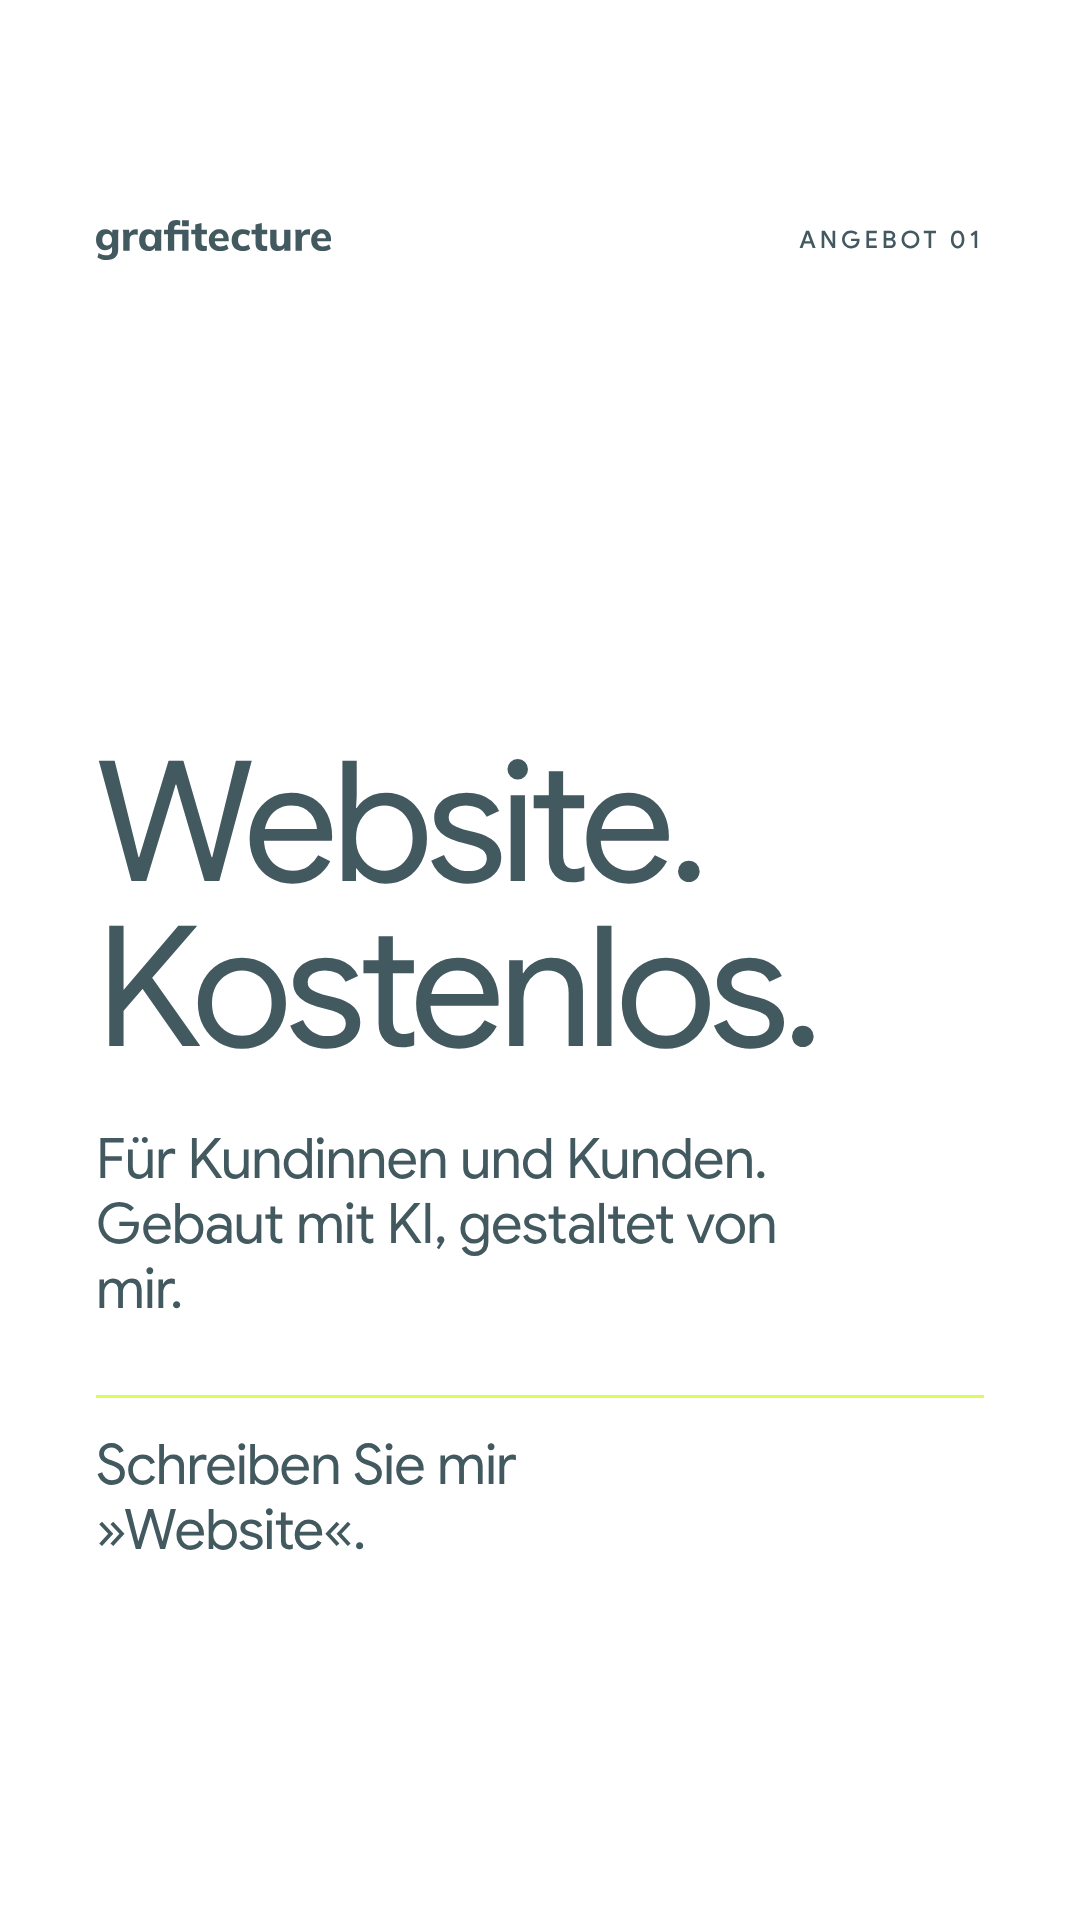 grafitecture
ANGEBOT 01
Website.
Kostenlos.
Für Kundinnen und Kunden.
Gebaut mit KI, gestaltet von
mir.
Schreiben Sie mir
»Website«.